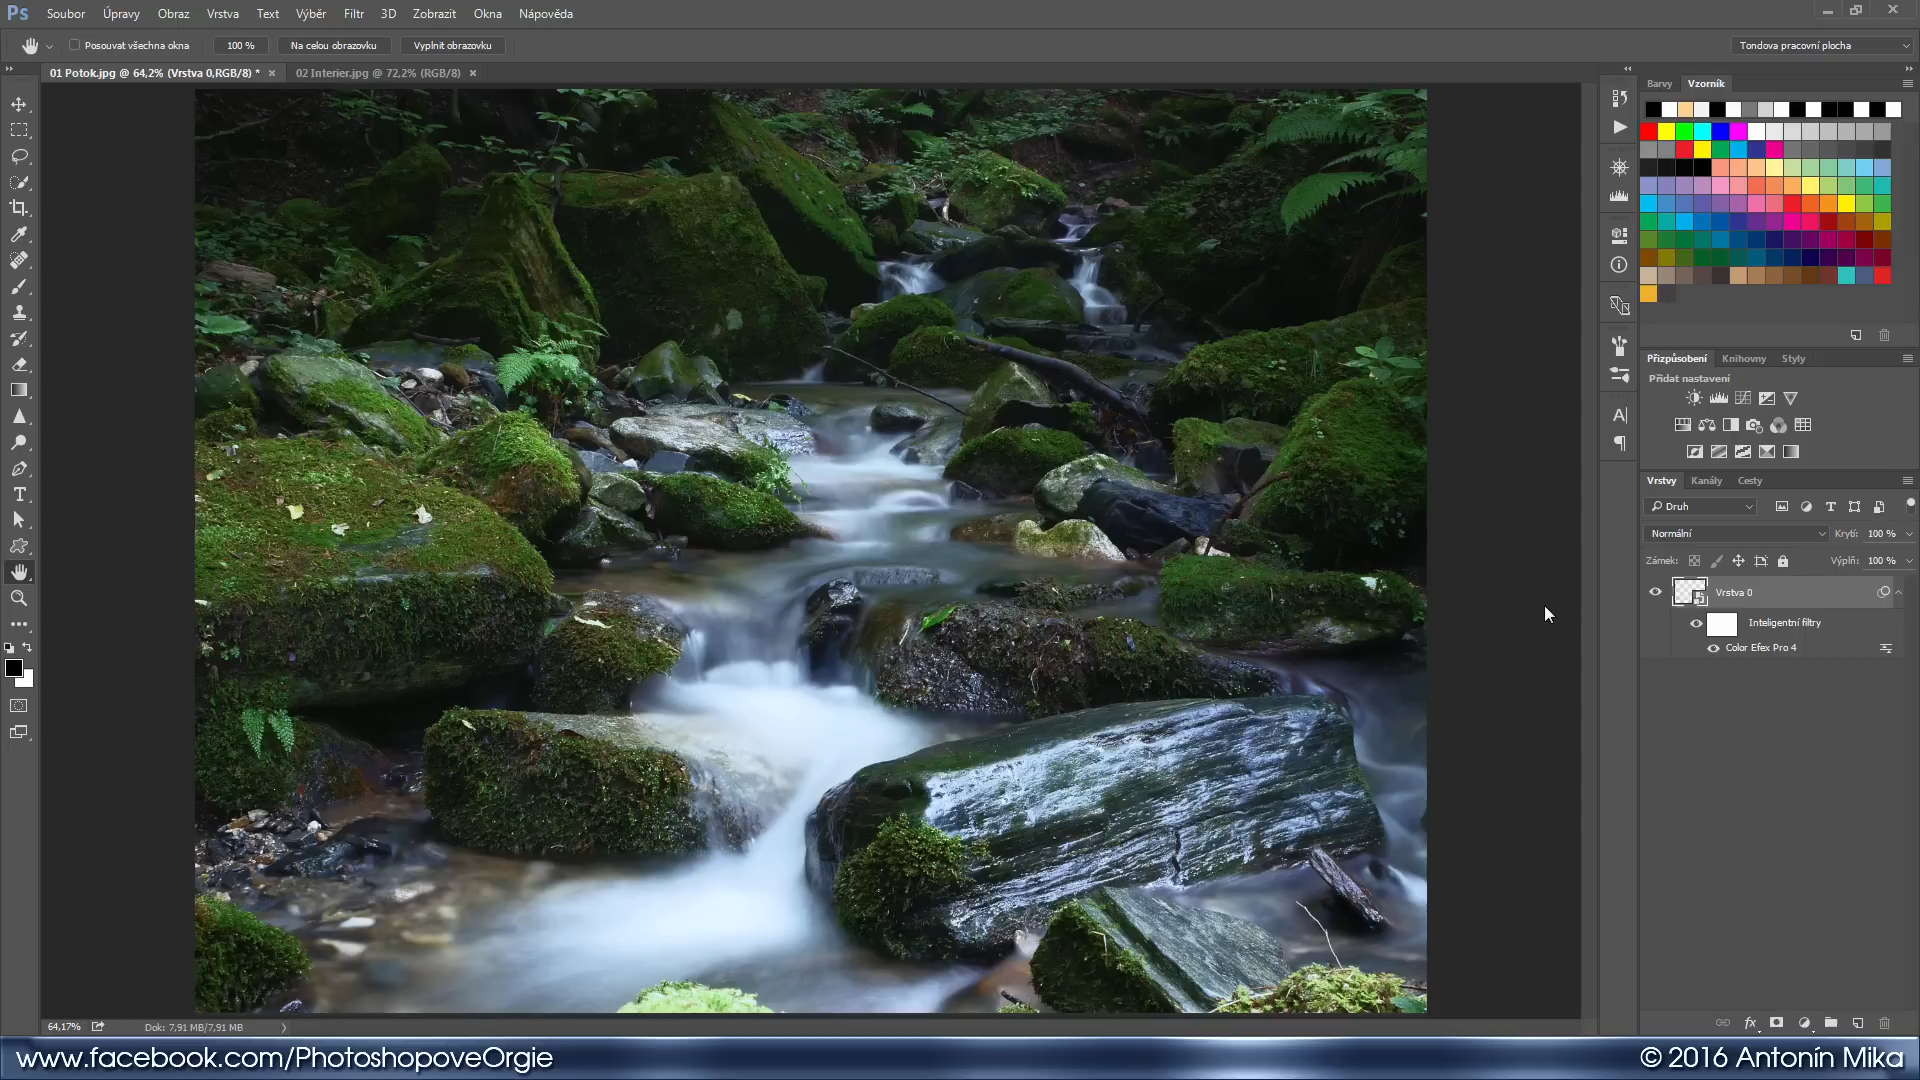 Ps Soubor Úpravy Obraz Vrstva Text Výběr Filtr 3D Zobrazit Okna Nápověda
Posouvat všechna okna 100 % Na celou obrazovku Vyplnit obrazovku Tondova pracovní plocha
01 Potok.jpg @ 64,2% (Vrstva 0,RGB/8) * 02 Interier.jpg @ 72,2% (RGB/8)
Barvy Vzorník
Přizpůsobení Knihovny Styly
Přidat nastavení
Vrstvy Kanály Cesty
Druh
Normální Krytí: 100 %
Zámek: Výplň: 100 %
Vrstva 0
Inteligentní filtry
Color Efex Pro 4
64,17% Dok: 7,91 MB/7,91 MB
www.facebook.com/PhotoshopoveOrgie © 2016 Antonín Mika